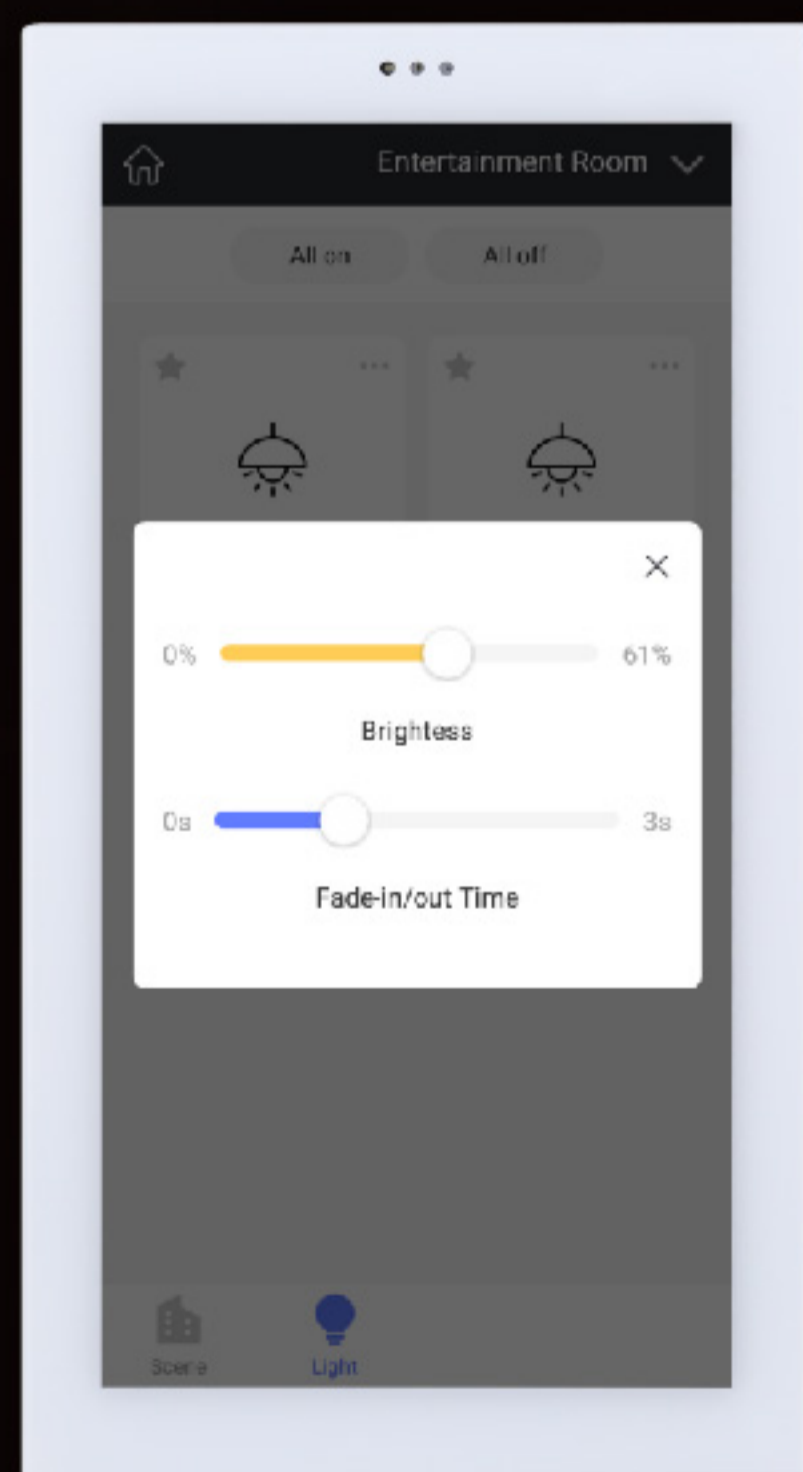 Entertainment Room
All on
All off
0%
61%
Brightess
0s
3s
Fade-in/out Time
Scene
Light